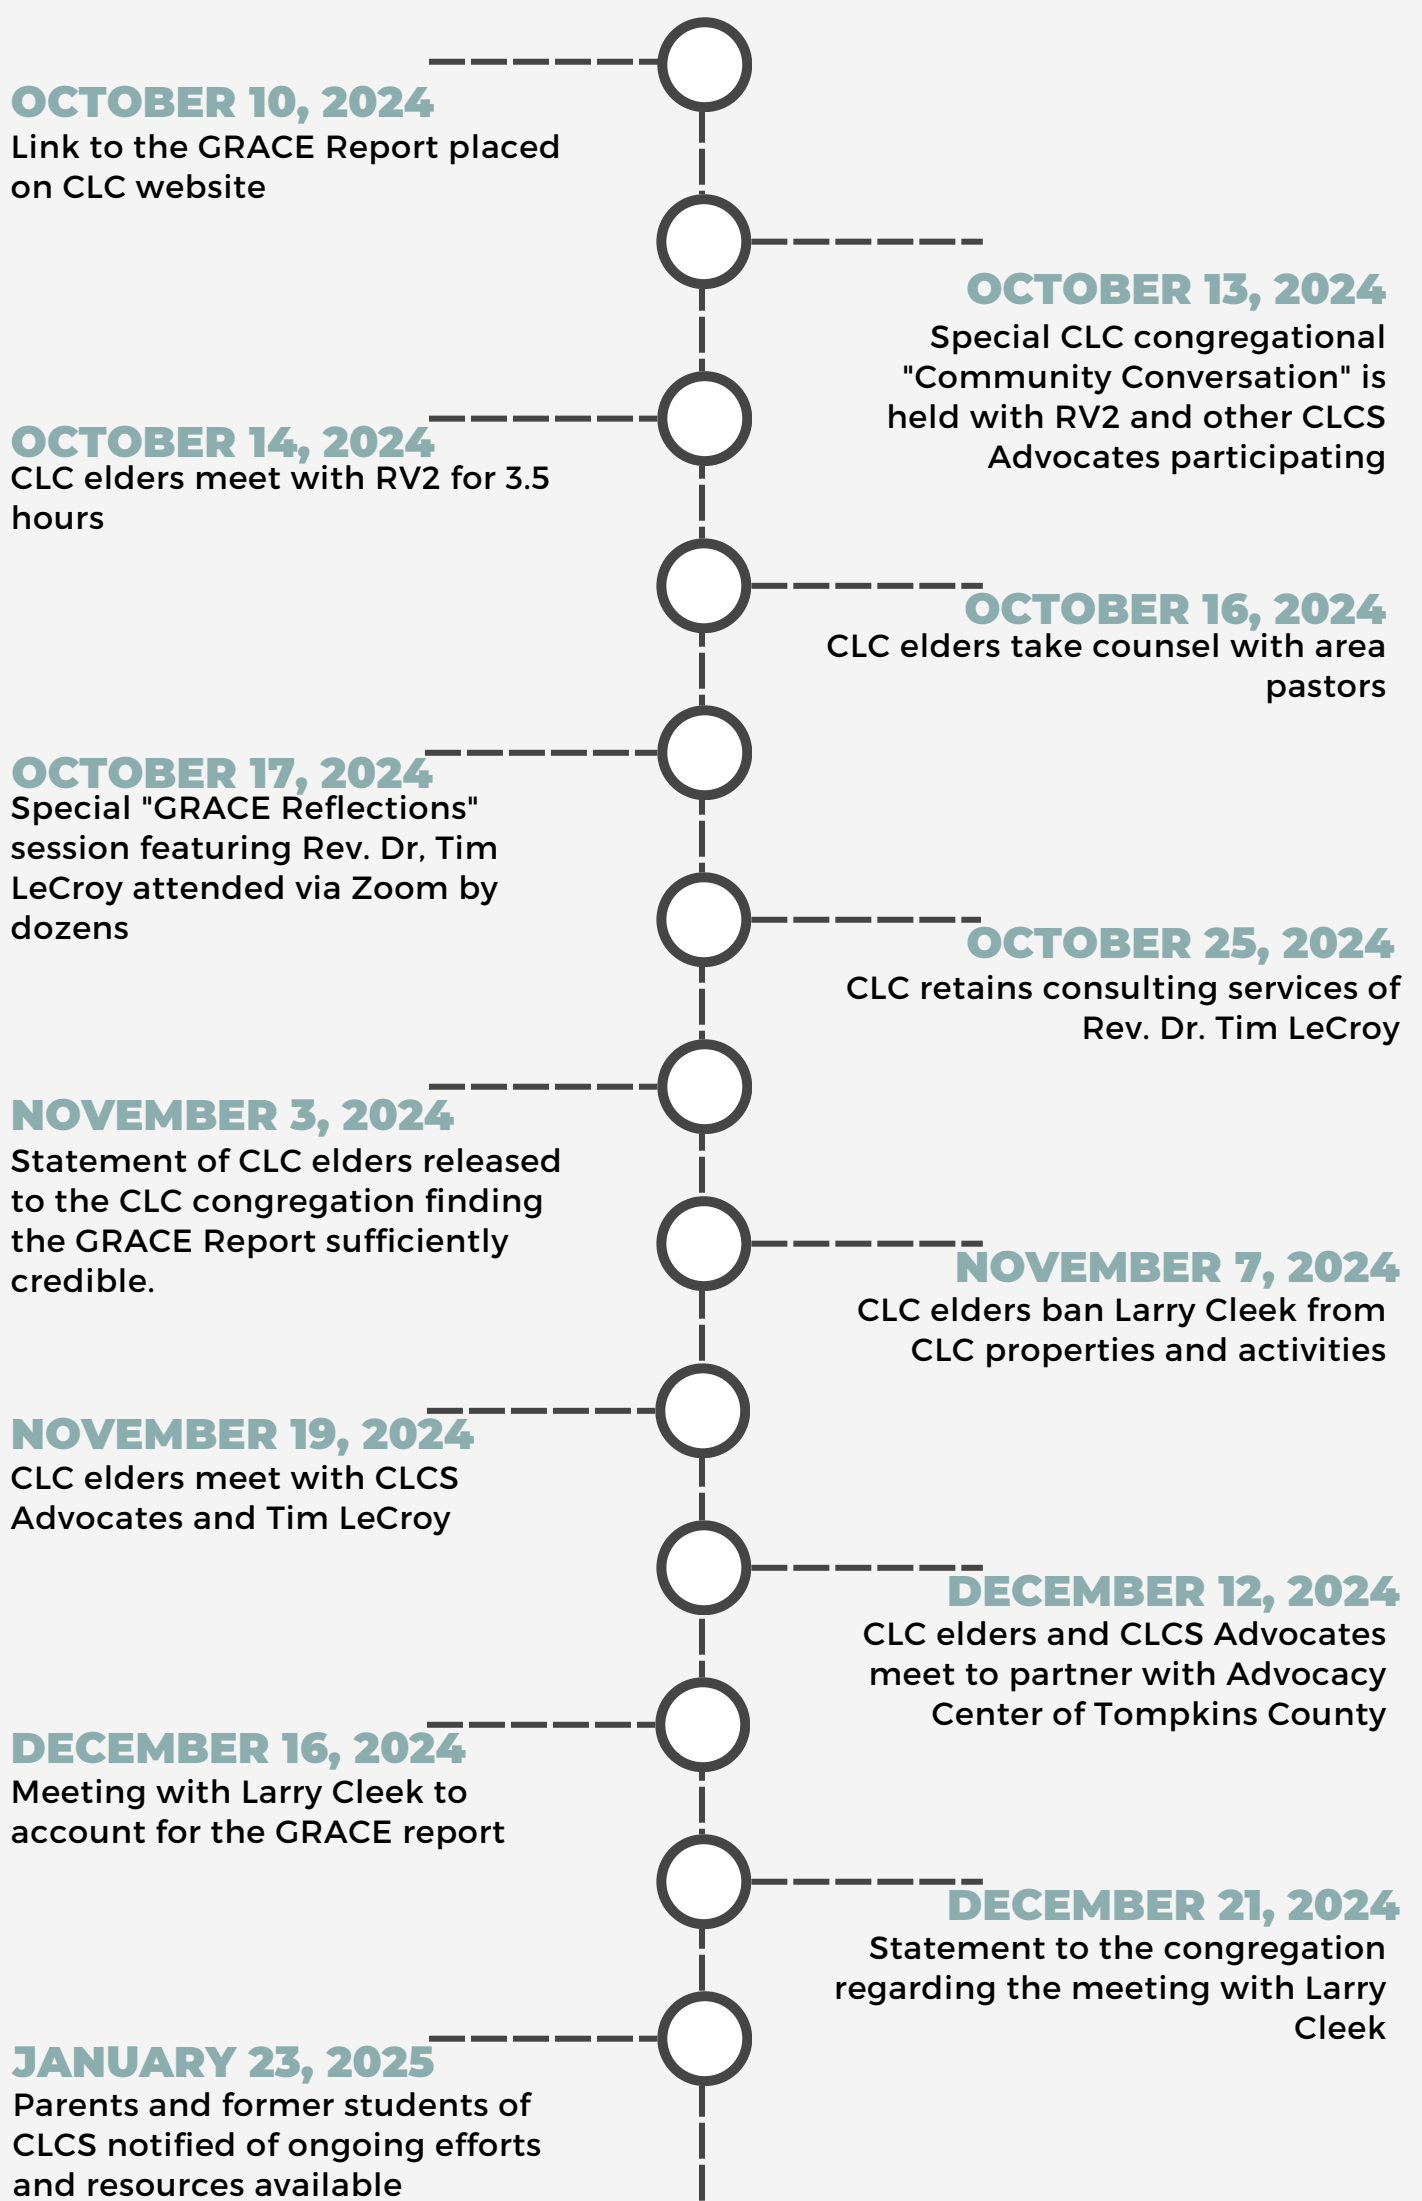 OCTOBER 10, 2024
Link to the GRACE Report placed
on CLC website
OCTOBER 13, 2024
Special CLC congregational
"Community Conversation" is
held with RV2 and other CLCS
Advocates participating
OCTOBER 14, 2024
CLC elders meet with RV2 for 3.5
hours
OCTOBER 16, 2024
CLC elders take counsel with area
pastors
OCTOBER 17, 2024
Special "GRACE Reflections"
session featuring Rev. Dr, Tim
LeCroy attended via Zoom by
dozens
OCTOBER 25, 2024
CLC retains consulting services of
Rev. Dr. Tim LeCroy
NOVEMBER 3, 2024
Statement of CLC elders released
to the CLC congregation finding
the GRACE Report sufficiently
credible.
NOVEMBER 7, 2024
CLC elders ban Larry Cleek from
CLC properties and activities
NOVEMBER 19, 2024
CLC elders meet with CLCS
Advocates and Tim LeCroy
DECEMBER 12, 2024
CLC elders and CLCS Advocates
meet to partner with Advocacy
Center of Tompkins County
DECEMBER 16, 2024
Meeting with Larry Cleek to
account for the GRACE report
DECEMBER 21, 2024
Statement to the congregation
regarding the meeting with Larry
Cleek
JANUARY 23, 2025
Parents and former students of
CLCS notified of ongoing efforts
and resources available